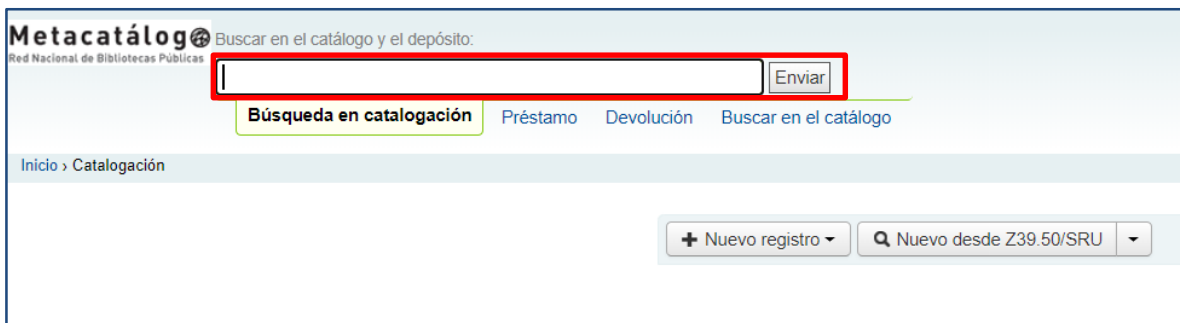 Metacatálog@
Red Nacional de Bibliotecas Públicas
Buscar en el catálogo y el depósito:
Enviar
Búsqueda en catalogación Préstamo Devolución Buscar en el catálogo
Inicio › Catalogación
Nuevo registro Nuevo desde Z39.50/SRU